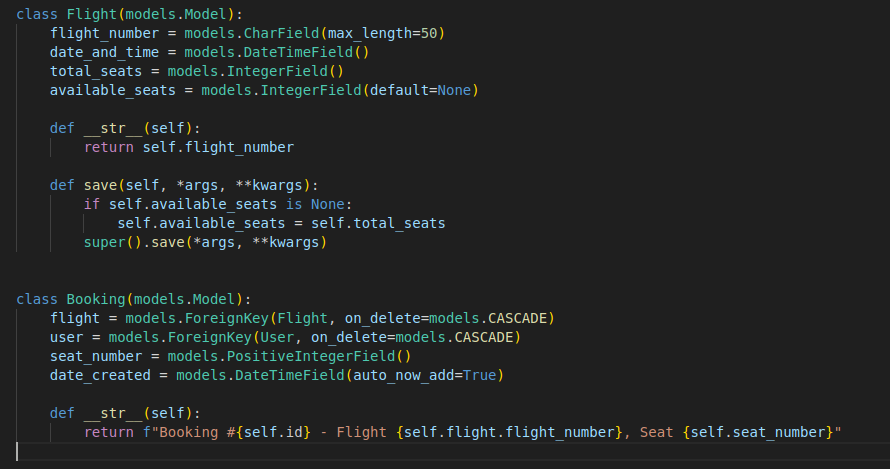 class Flight(models.Model):
    flight_number = models.CharField(max_length=50)
    date_and_time = models.DateTimeField()
    total_seats = models.IntegerField()
    available_seats = models.IntegerField(default=None)

    def __str__(self):
        return self.flight_number

    def save(self, *args, **kwargs):
        if self.available_seats is None:
            self.available_seats = self.total_seats
        super().save(*args, **kwargs)


class Booking(models.Model):
    flight = models.ForeignKey(Flight, on_delete=models.CASCADE)
    user = models.ForeignKey(User, on_delete=models.CASCADE)
    seat_number = models.PositiveIntegerField()
    date_created = models.DateTimeField(auto_now_add=True)

    def __str__(self):
        return f"Booking #{self.id} - Flight {self.flight.flight_number}, Seat {self.seat_number}"